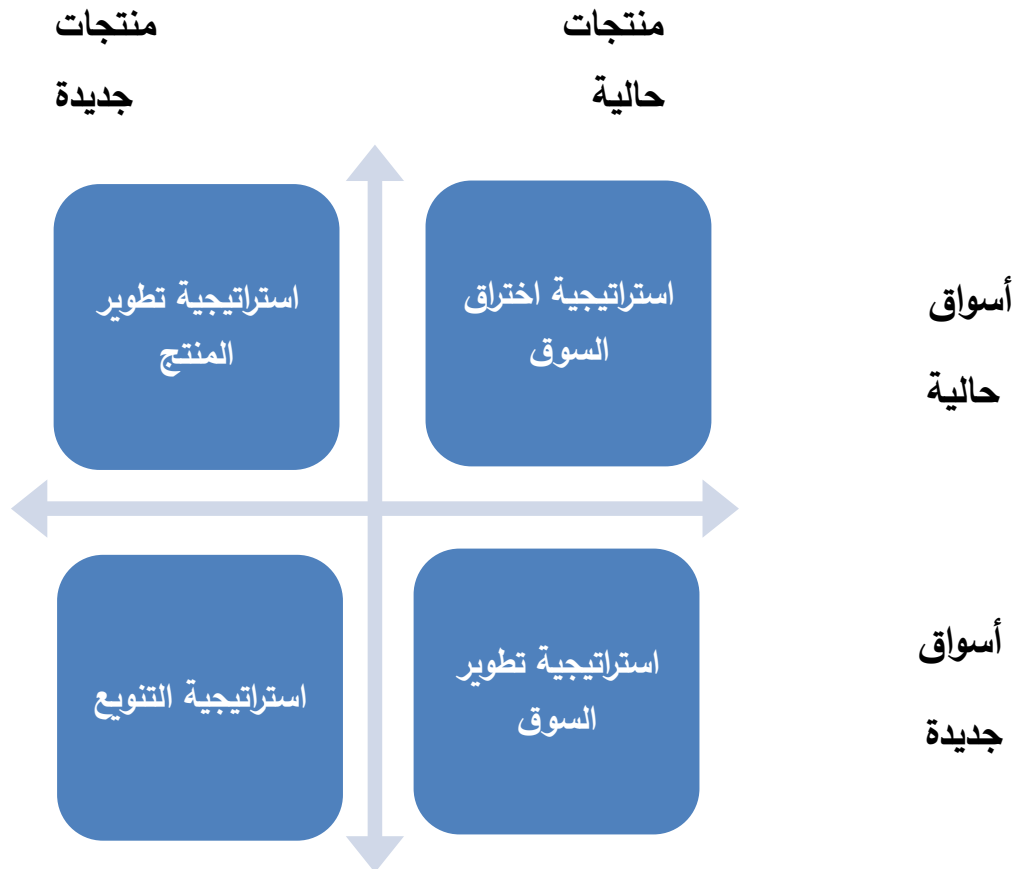 منتجات
حالية
منتجات
جديدة
أسواق
حالية
استراتيجية اختراق
السوق
استراتيجية تطوير
المنتج
أسواق
جديدة
استراتيجية تطوير
السوق
استراتيجية التنويع